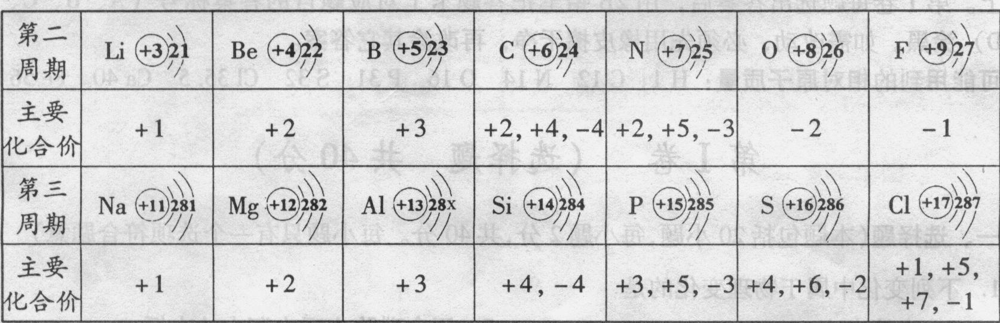 第二周期 Li +3 2 1 Be +4 2 2 B +5 2 3 C +6 2 4 N +7 2 5 O +8 2 6 F +9 2 7
主要化合价 +1 +2 +3 +2, +4, -4 +2, +5, -3 -2 -1
第三周期 Na +11 2 8 1 Mg +12 2 8 2 Al +13 2 8 x Si +14 2 8 4 P +15 2 8 5 S +16 2 8 6 Cl +17 2 8 7
主要化合价 +1 +2 +3 +4, -4 +3, +5, -3 +4, +6, -2 +1, +5, +7, -1